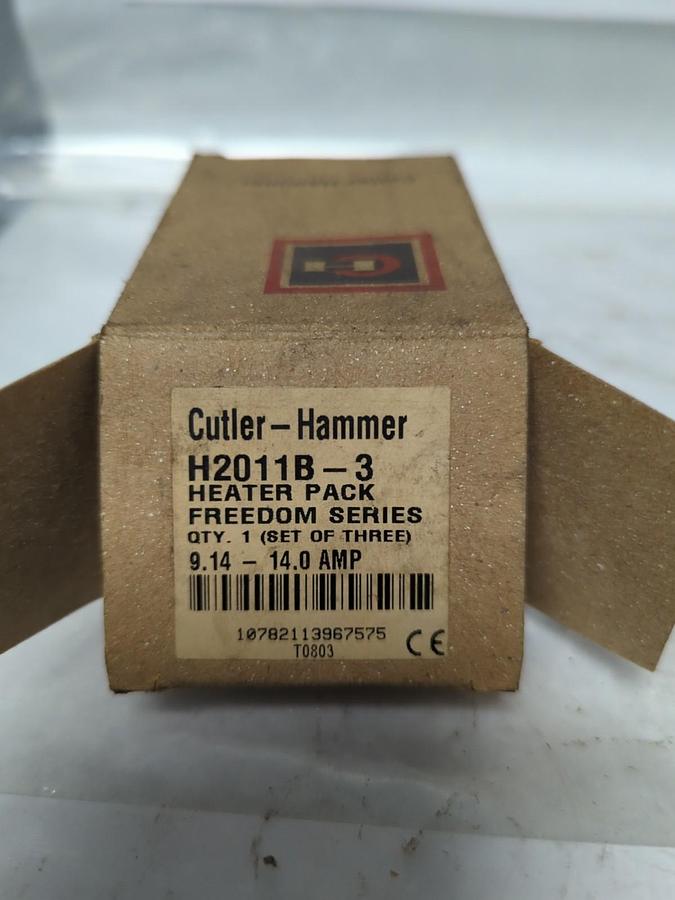 Cutler-Hammer
H2011B-3
HEATER PACK
FREEDOM SERIES
QTY. 1 (SET OF THREE)
9.14 - 14.0 AMP
10782113967575
T0803
CE